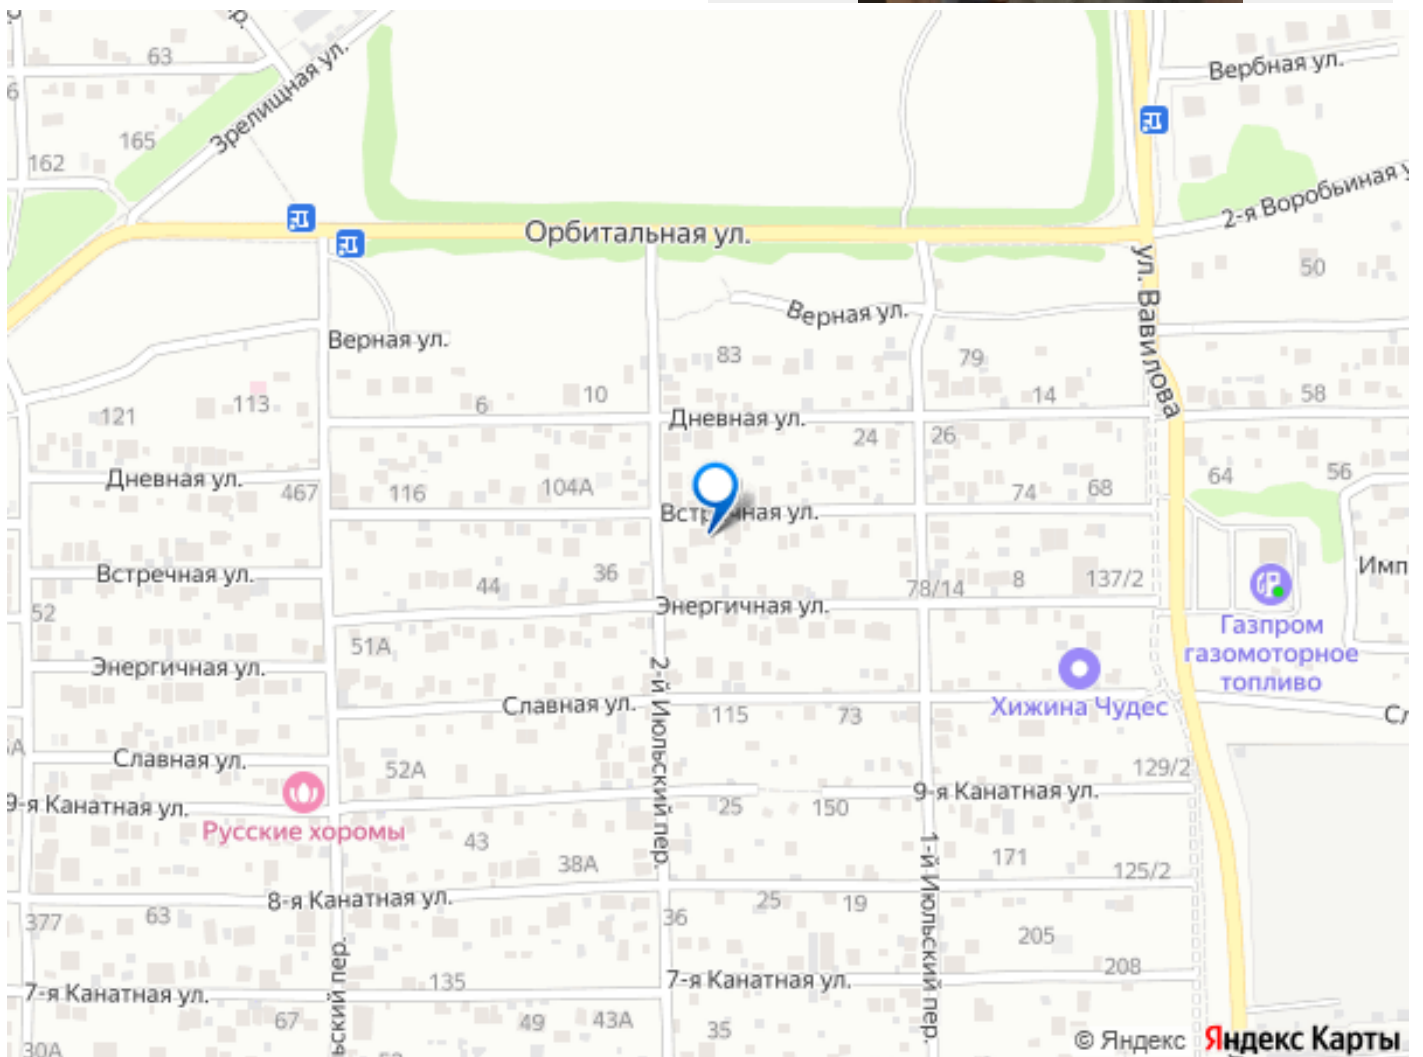 63
Зрелищная ул.
165
162
Вербная ул.
2-я Воробьиная у
Орбитальная ул.
50
ул. Вавилова
Верная ул.
Верная ул.
83
79
10
14
58
6
113
121
Дневная ул.
24
26
Дневная ул.
467
116
104А
74
68
64
56
Встречная ул.
Встречная ул.
44
36
78/14
8
137/2
Имп
52
Энергичная ул.
Газпром
газомоторное
топливо
51А
Энергичная ул.
2-й Июльский пер.
Славная ул.
115
73
Хижина Чудес
Сл
Славная ул.
52А
129/2
9-я Канатная ул.
9-я Канатная ул.
25
150
Русские хоромы
43
38А
1-й Июльский пер.
171
125/2
8-я Канатная ул.
377
63
36
25
19
205
208
ьский пер.
135
7-я Канатная ул.
7-я Канатная ул.
67
49
43А
35
30А
© Яндекс Яндекс Карты